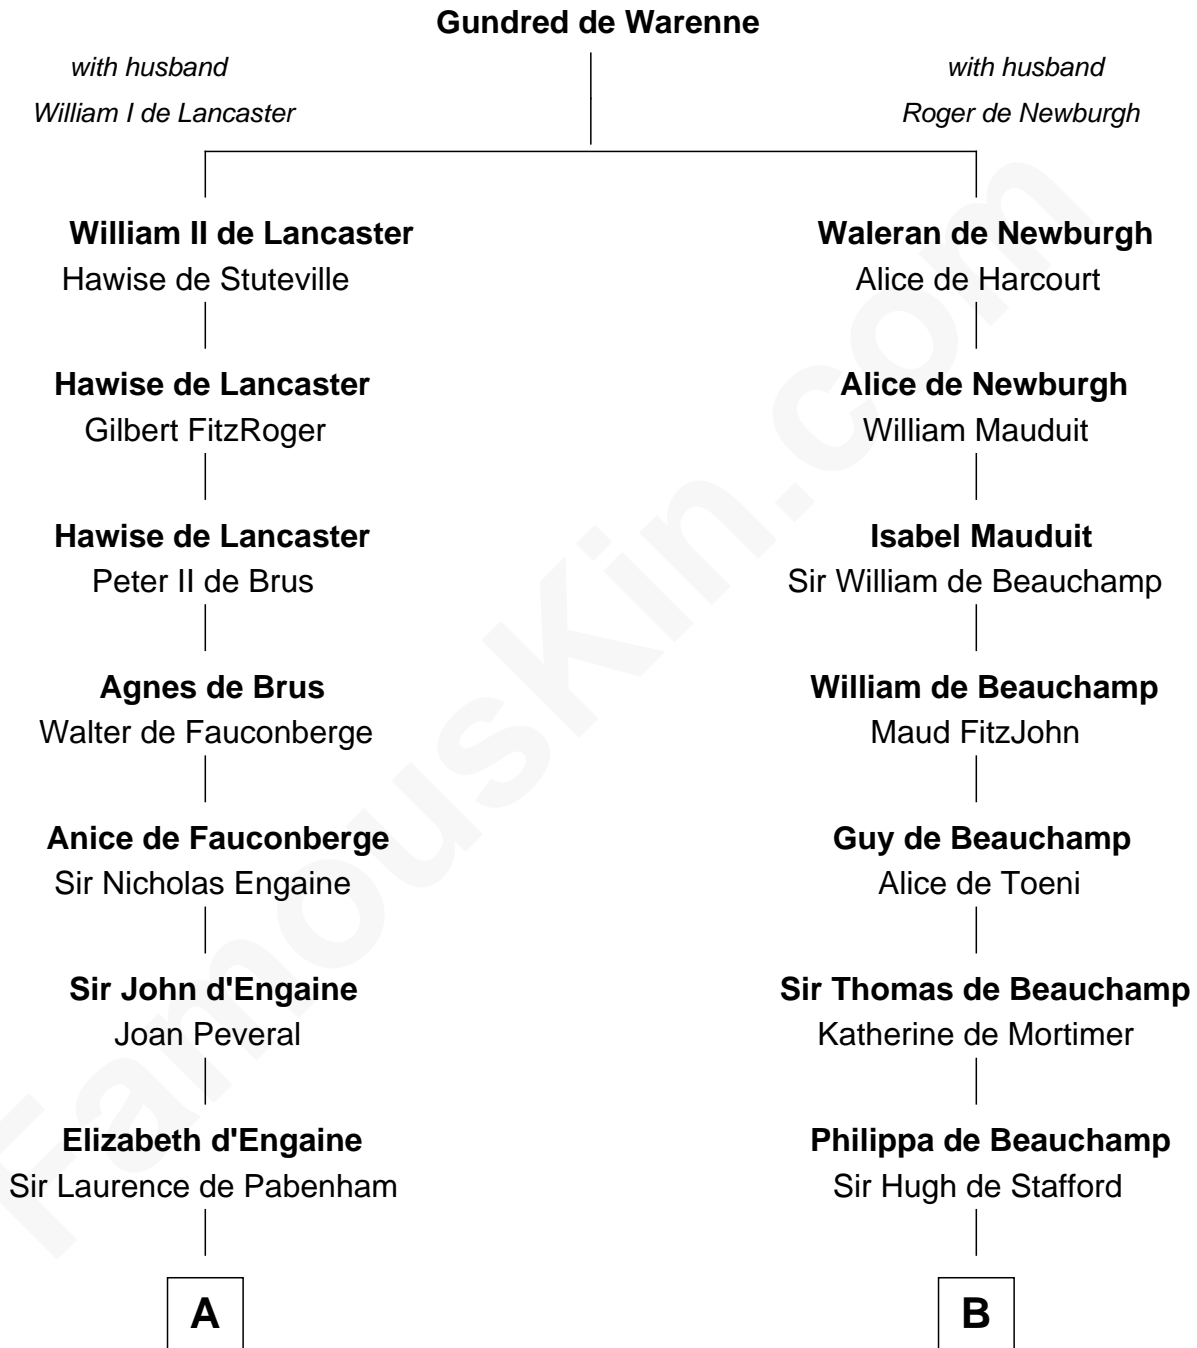 Gundred de Warenne
with husband
William I de Lancaster
with husband
Roger de Newburgh
William II de Lancaster
Hawise de Stuteville
Waleran de Newburgh
Alice de Harcourt
Hawise de Lancaster
Gilbert FitzRoger
Alice de Newburgh
William Mauduit
Hawise de Lancaster
Peter II de Brus
Isabel Mauduit
Sir William de Beauchamp
Agnes de Brus
Walter de Fauconberge
William de Beauchamp
Maud FitzJohn
Anice de Fauconberge
Sir Nicholas Engaine
Guy de Beauchamp
Alice de Toeni
Sir John d'Engaine
Joan Peveral
Sir Thomas de Beauchamp
Katherine de Mortimer
Elizabeth d'Engaine
Sir Laurence de Pabenham
Philippa de Beauchamp
Sir Hugh de Stafford
A
B
FamousKin.com